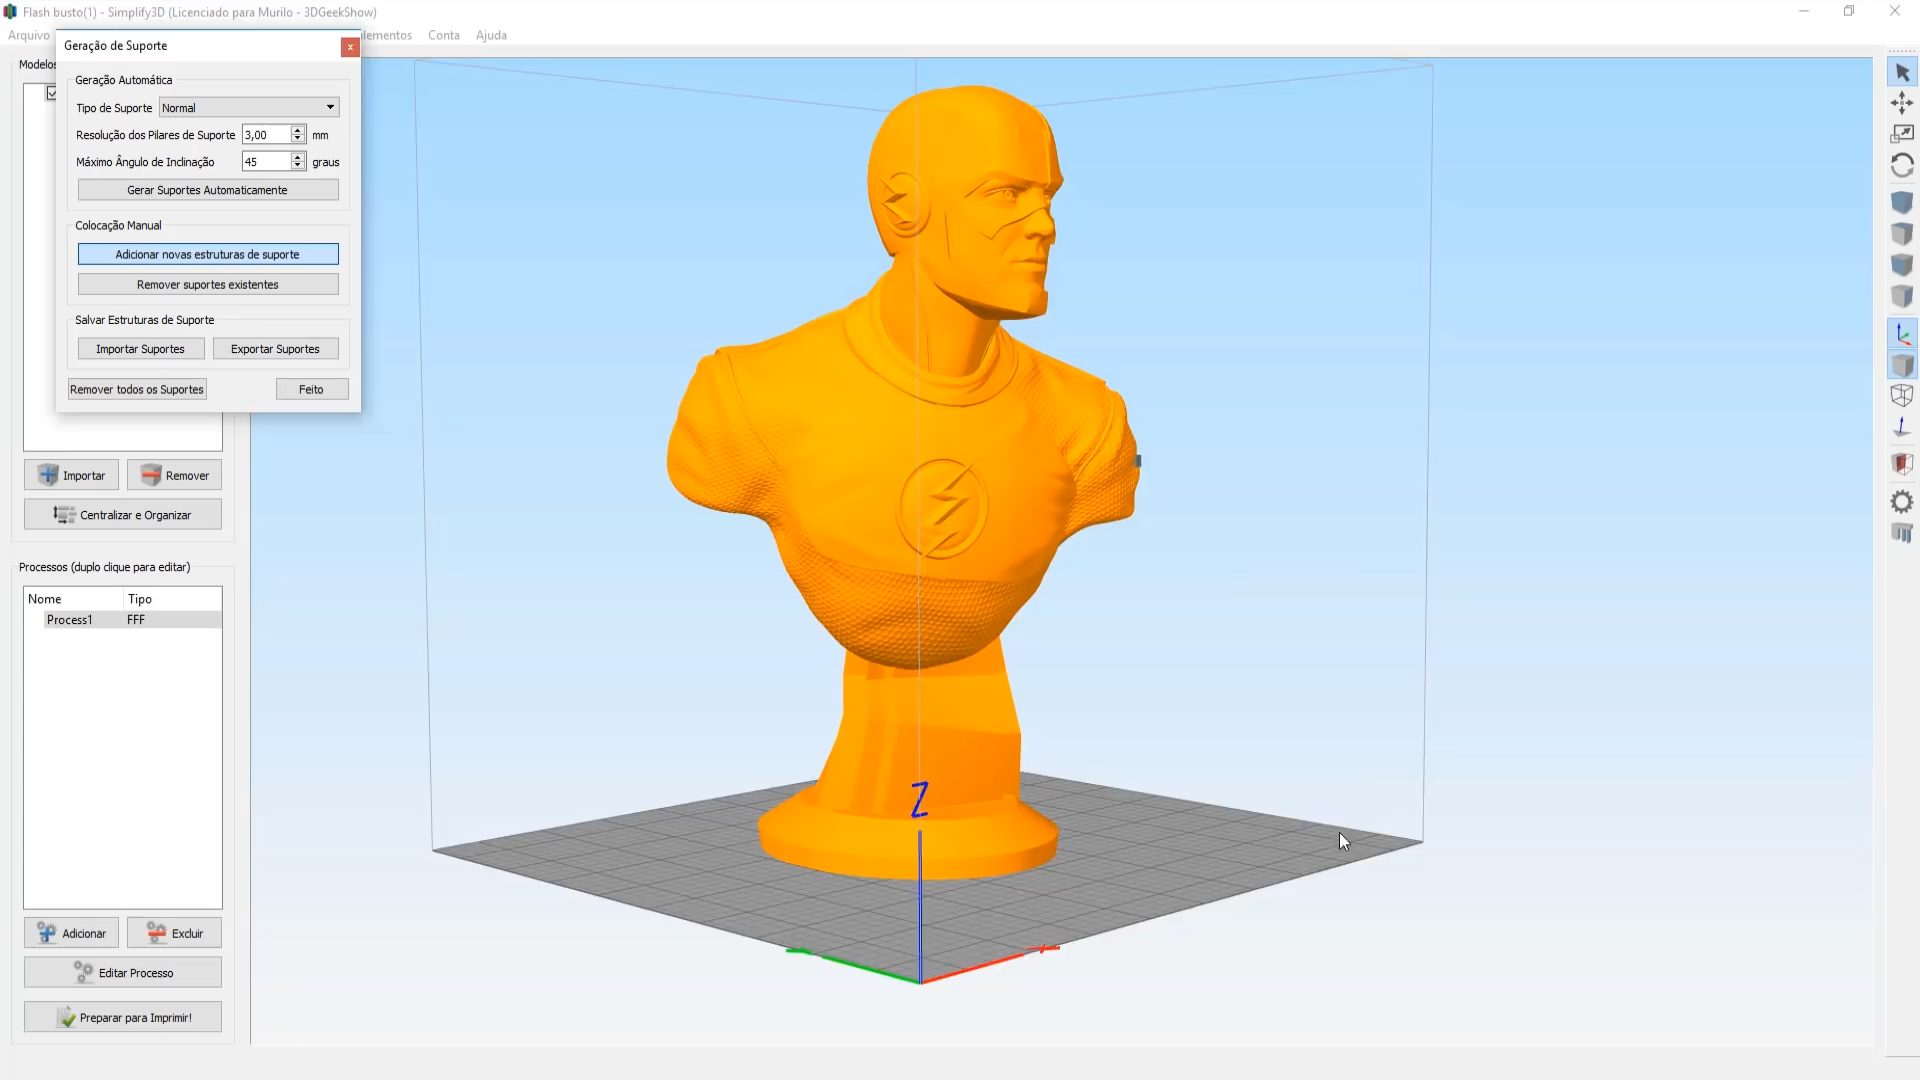 Flash busto(1) - Simplify3D (Licenciado para Murilo - 3DGeekShow)
Arquivo
lementos
Conta
Ajuda
Modelos
Geração de Suporte
x
Geração Automática
Tipo de Suporte Normal
Resolução dos Pilares de Suporte 3,00 mm
Máximo Ângulo de Inclinação 45 graus
Gerar Suportes Automaticamente
Colocação Manual
Adicionar novas estruturas de suporte
Remover suportes existentes
Salvar Estruturas de Suporte
Importar Suportes
Exportar Suportes
Remover todos os Suportes
Feito
Importar
Remover
Centralizar e Organizar
Processos (duplo clique para editar)
Nome Tipo
Process1 FFF
Adicionar
Excluir
Editar Processo
Preparar para Imprimir!
Z